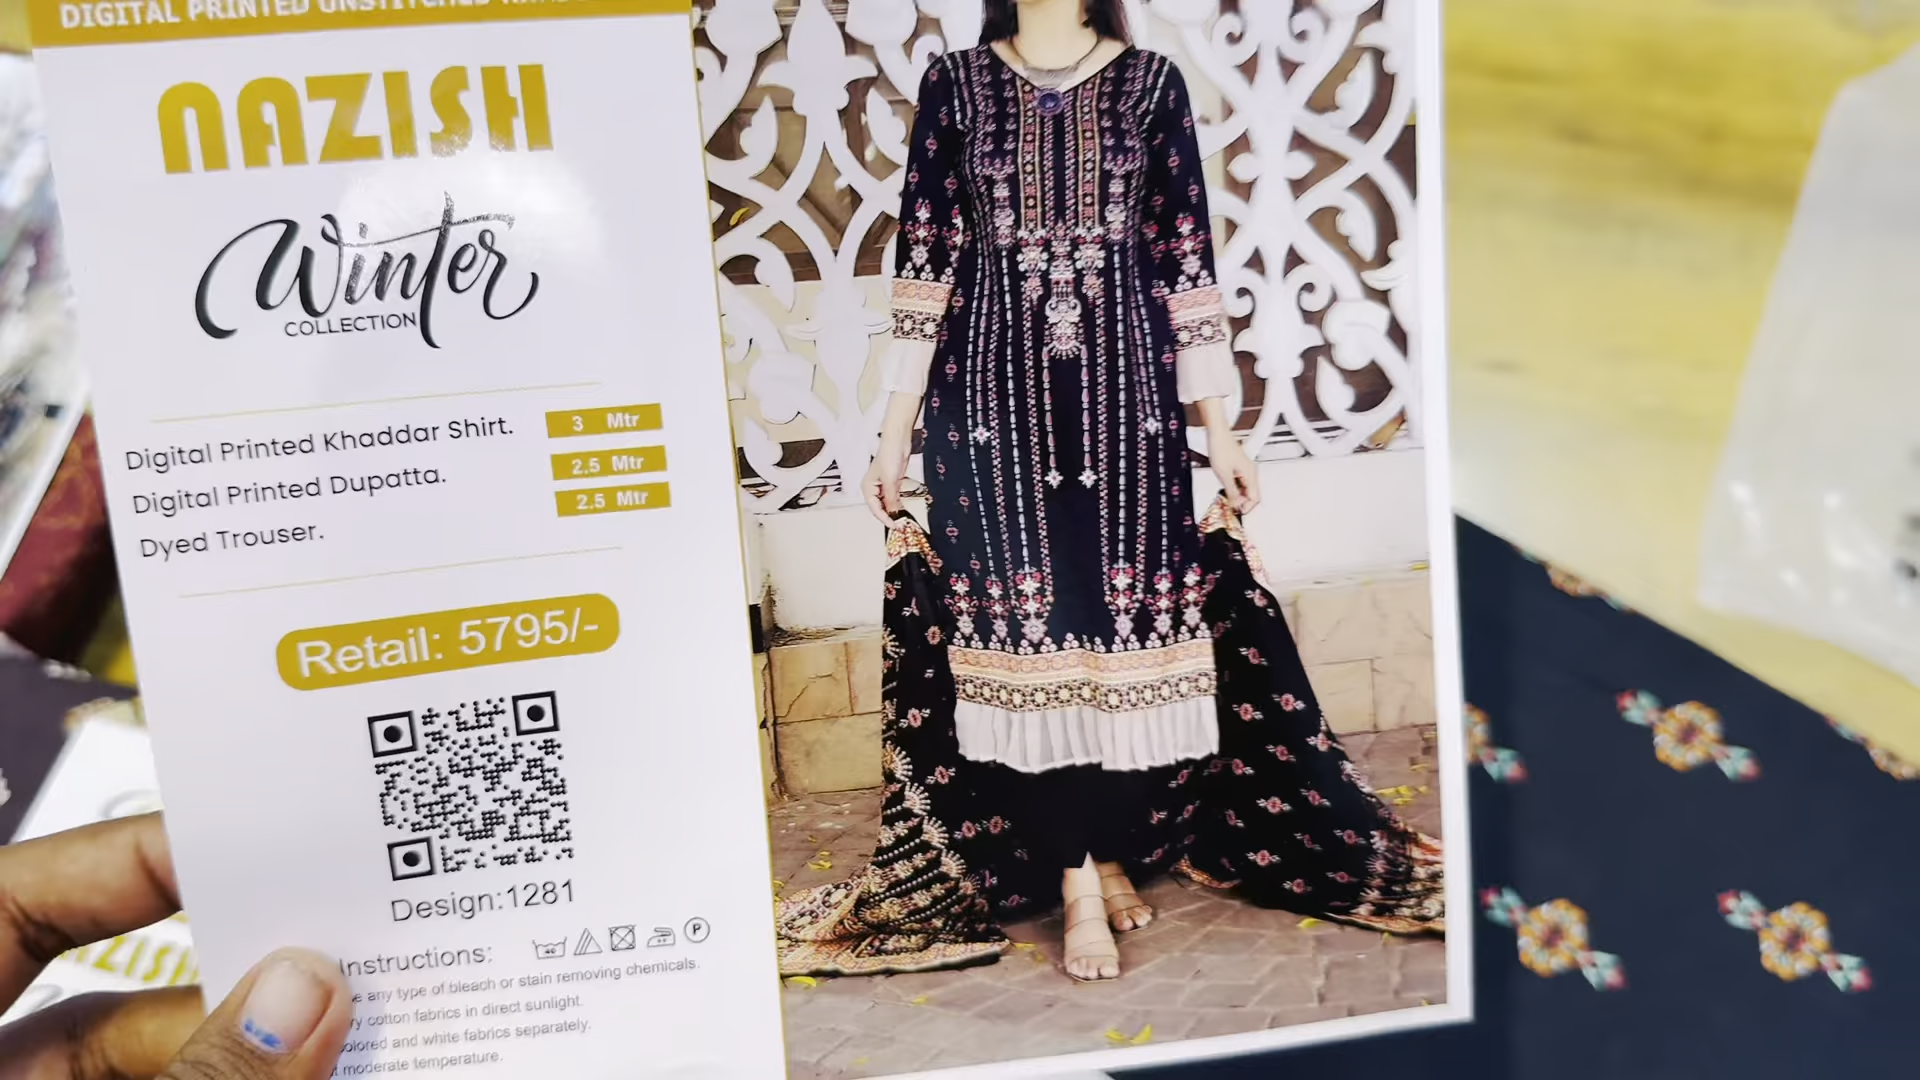 DIGITAL PRINTED UNSTITCHED
NAZISH
Winter
COLLECTION
Digital Printed Khaddar Shirt. 3 Mtr
Digital Printed Dupatta. 2.5 Mtr
Dyed Trouser. 2.5 Mtr
Retail: 5795/-
Design:1281
Instructions:
40 P
any type of bleach or stain removing chemicals.
cotton fabrics in direct sunlight.
and white fabrics separately.
moderate temperature.